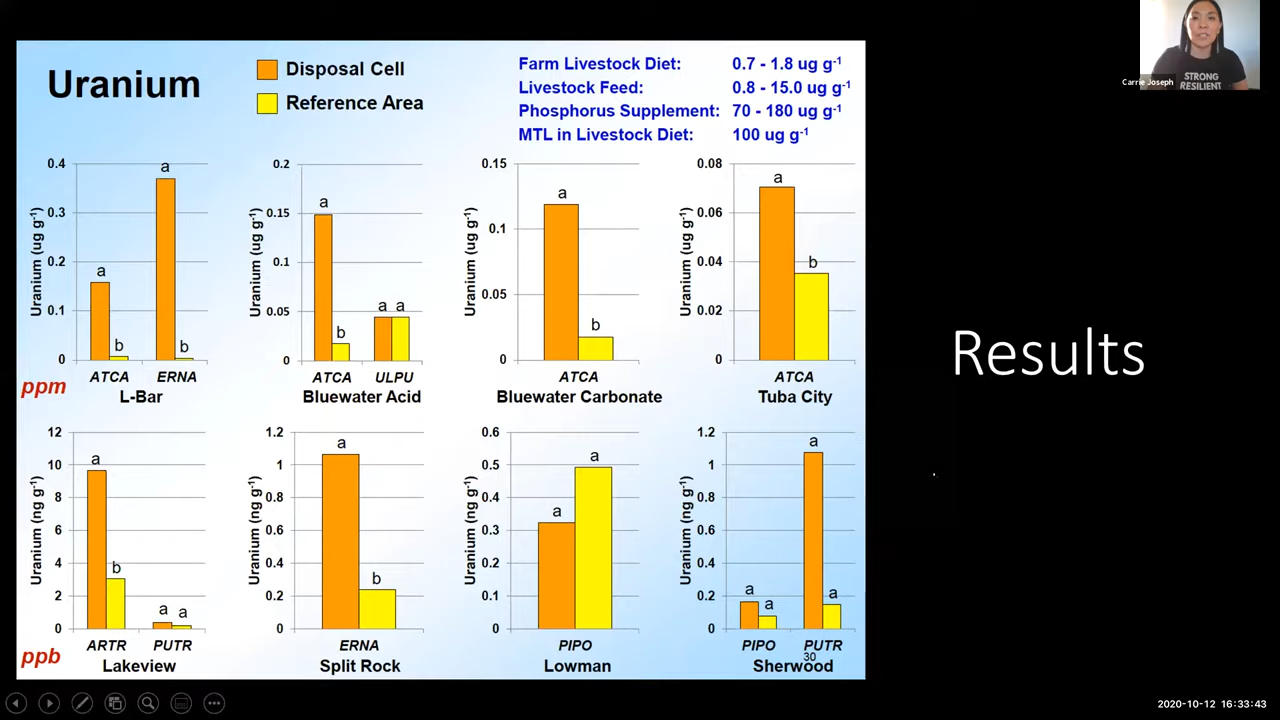 Uranium
Disposal Cell
Reference Area
Farm Livestock Diet: 0.7 - 1.8 ug g-1
Livestock Feed: 0.8 - 15.0 ug g-1
Phosphorus Supplement: 70 - 180 ug g-1
MTL in Livestock Diet: 100 ug g-1
Carrie Joseph
STRONG
RESILIENT
Uranium (ug g-1)
0.4
0.3
0.2
0.1
0
a
b
a
b
ATCA ERNA
L-Bar
Uranium (ug g-1)
0.2
0.15
0.1
0.05
0
a
b
a a
ATCA ULPU
Bluewater Acid
Uranium (ug g-1)
0.15
0.1
0.05
0
a
b
ATCA
Bluewater Carbonate
Uranium (ug g-1)
0.08
0.06
0.04
0.02
0
a
b
ATCA
Tuba City
ppm
Results
Uranium (ng g-1)
12
10
8
6
4
2
0
a
b
a a
ARTR PUTR
Lakeview
Uranium (ng g-1)
1.2
1
0.8
0.6
0.4
0.2
0
a
b
ERNA
Split Rock
Uranium (ng g-1)
0.6
0.5
0.4
0.3
0.2
0.1
0
a
a
PIPO
Lowman
Uranium (ng g-1)
1.2
1
0.8
0.6
0.4
0.2
0
a
a
a
a
PIPO PUTR
30
Sherwood
ppb
2020-10-12 16:33:43